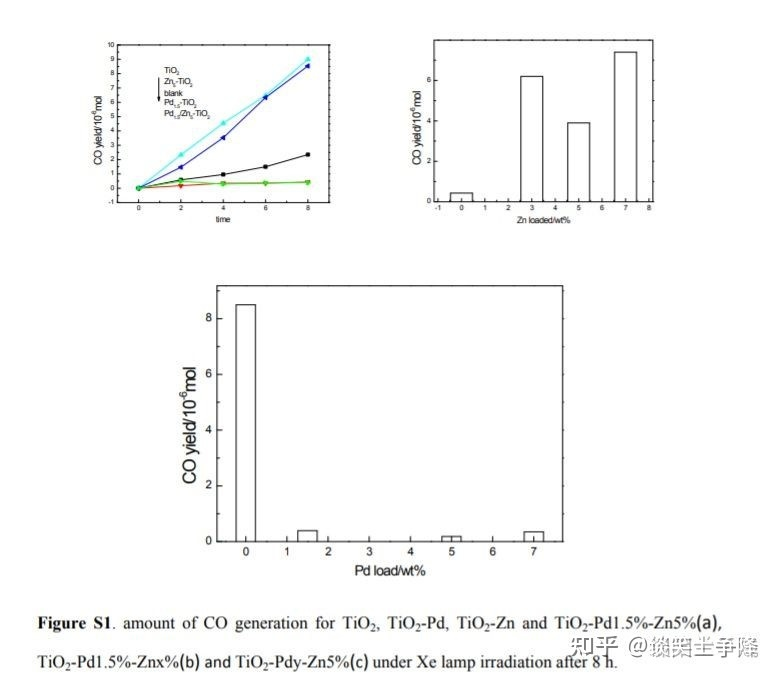 10
9
8
7
6
5
4
3
2
1
0
-1
CO yield/10⁻⁶mol
TiO₂
Zn₅-TiO₂
blank
Pd₁.₅-TiO₂
Pd₁.₅/Zn₅-TiO₂
0 2 4 6 8
time
6
4
2
0
CO yield/10⁻⁶mol
-1 0 1 2 3 4 5 6 7 8
Zn loaded/wt%
8
6
4
2
0
CO yield/10⁻⁶mol
0 1 2 3 4 5 6 7
Pd load/wt%
Figure S1. amount of CO generation for TiO₂, TiO₂-Pd, TiO₂-Zn and TiO₂-Pd1.5%-Zn5%(a),
TiO₂-Pd1.5%-Znx%(b) and TiO₂-Pdy-Zn5%(c) under Xe lamp irradiation after 8 h.
知乎